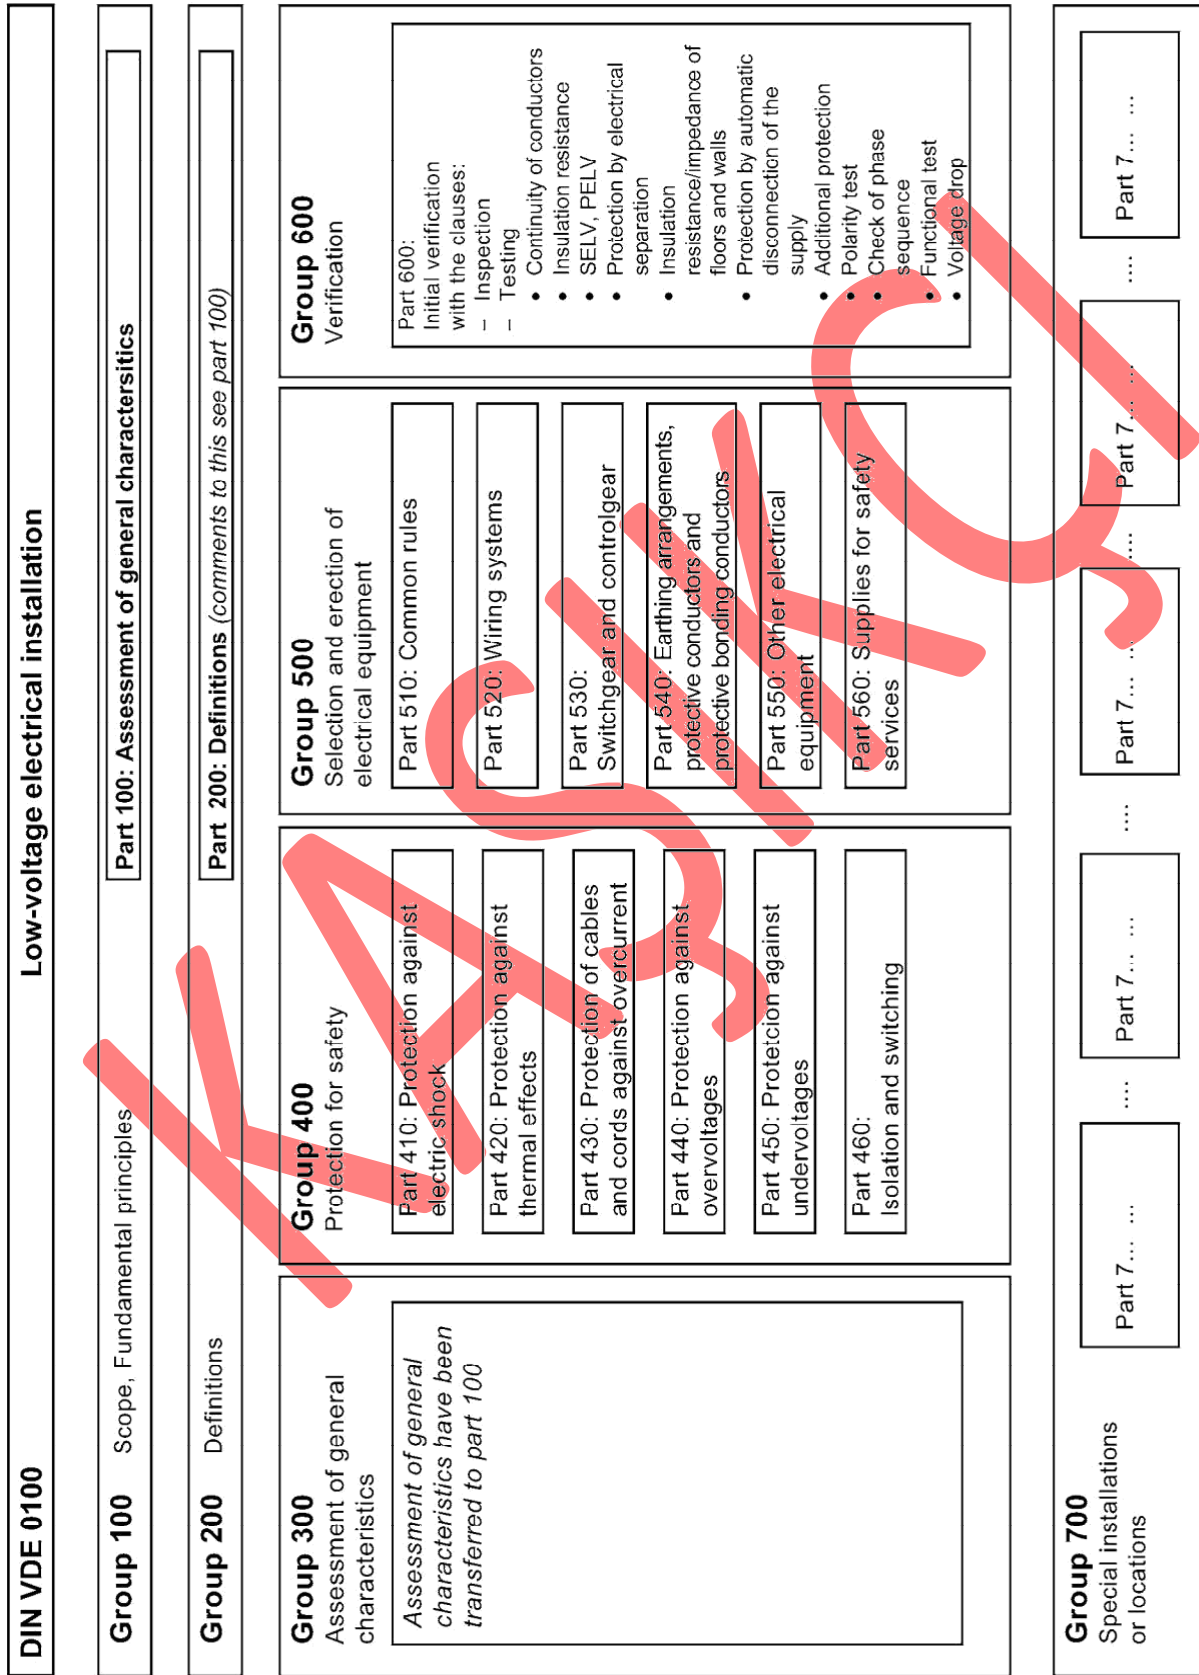 DIN VDE 0100 Low-voltage electrical installation
Group 100 Scope, Fundamental principles Part 100: Assessment of general charactersitics
Group 200 Definitions Part 200: Definitions (comments to this see part 100)
Group 300
Assessment of general
characteristics
Assessment of general
characteristics have been
transferred to part 100
Group 400
Protection for safety
Part 410: Protection against
electric shock
Part 420: Protection against
thermal effects
Part 430: Protection of cables
and cords against overcurrent
Part 440: Protection against
overvoltages
Part 450: Protetcion against
undervoltages
Part 460:
Isolation and switching
Group 500
Selection and erection of
electrical equipment
Part 510: Common rules
Part 520: Wiring systems
Part 530:
Switchgear and controlgear
Part 540: Earthing arrangements,
protective conductors and
protective bonding conductors
Part 550: Other electrical
equipment
Part 560: Supplies for safety
services
Group 600
Verification
Part 600:
Initial verification
with the clauses:
– Inspection
– Testing
• Continuity of conductors
• Insulation resistance
• SELV, PELV
• Protection by electrical
separation
• Insulation
resistance/impedance of
floors and walls
• Protection by automatic
disconnection of the
supply
• Additional protection
• Polarity test
• Check of phase
sequence
• Functional test
• Voltage drop
Group 700
Special installations
or locations
Part 7... ... .... Part 7... ... .... Part 7... ... .... Part 7... ... .... Part 7... ...
KAŞIKÇI